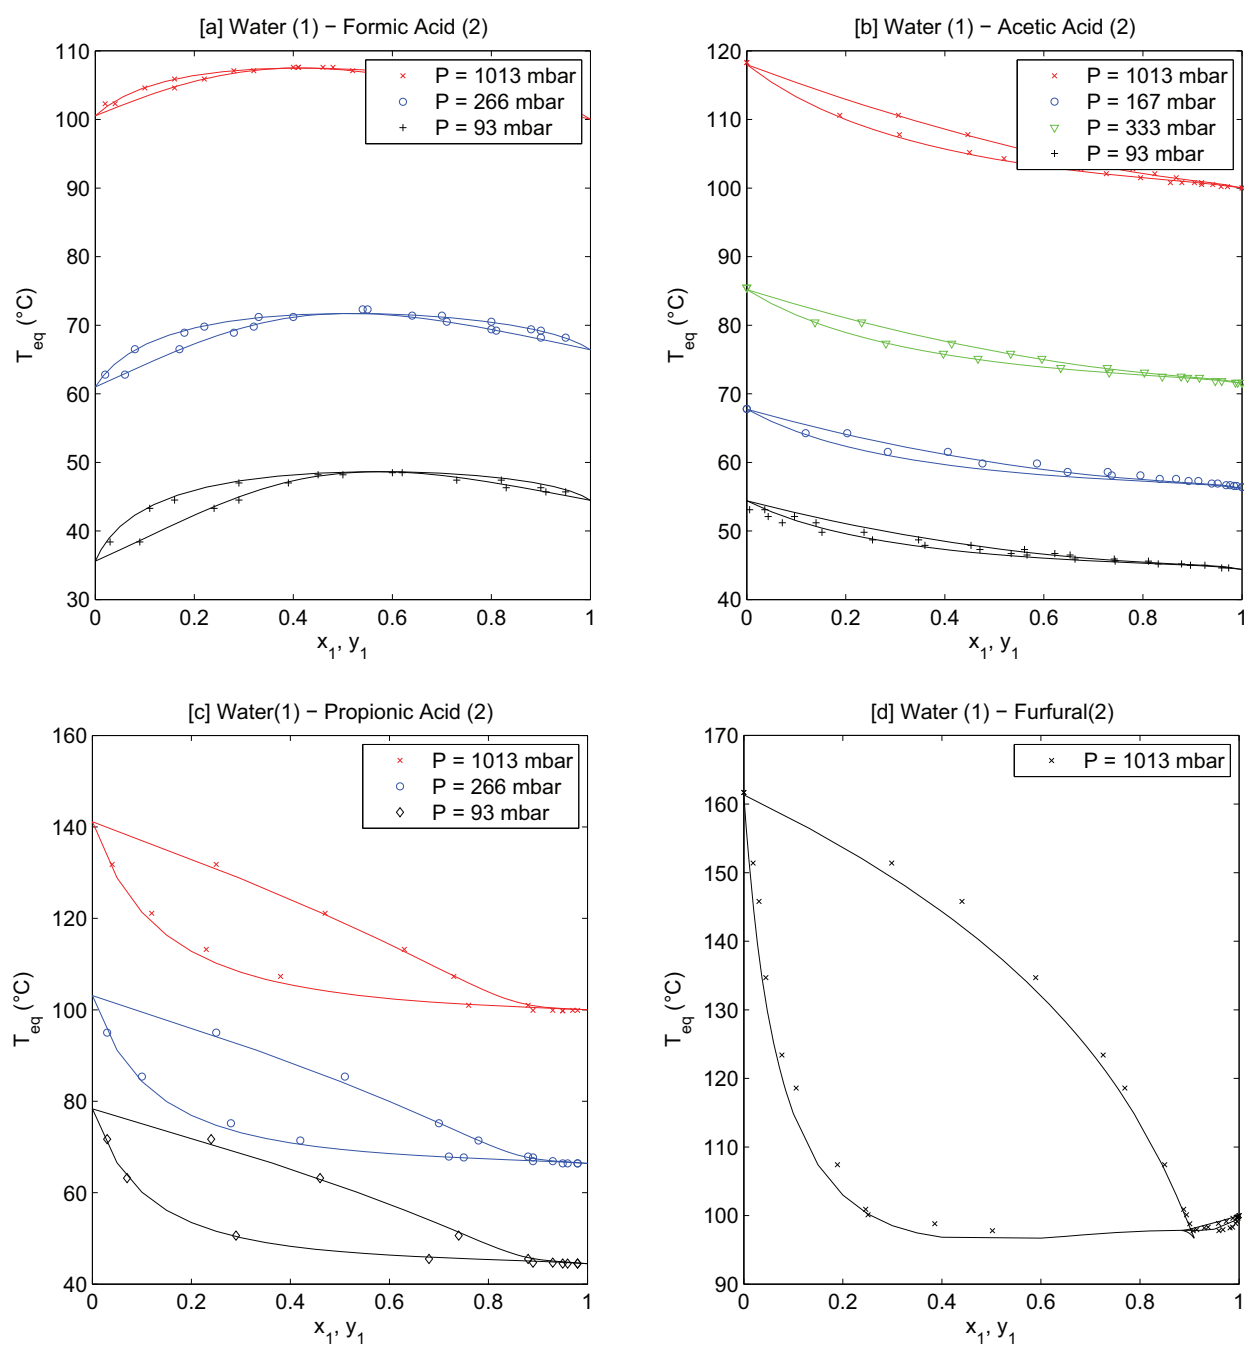 [a] Water (1) − Formic Acid (2)
110
100
90
80
70
60
50
40
30
T_eq (°C)
0 0.2 0.4 0.6 0.8 1
x_1, y_1
P = 1013 mbar
P = 266 mbar
P = 93 mbar
[b] Water (1) − Acetic Acid (2)
120
110
100
90
80
70
60
50
40
T_eq (°C)
0 0.2 0.4 0.6 0.8 1
x_1, y_1
P = 1013 mbar
P = 167 mbar
P = 333 mbar
P = 93 mbar
[c] Water(1) − Propionic Acid (2)
160
140
120
100
80
60
40
T_eq (°C)
0 0.2 0.4 0.6 0.8 1
x_1, y_1
P = 1013 mbar
P = 266 mbar
P = 93 mbar
[d] Water (1) − Furfural(2)
170
160
150
140
130
120
110
100
90
T_eq (°C)
0 0.2 0.4 0.6 0.8 1
x_1, y_1
P = 1013 mbar